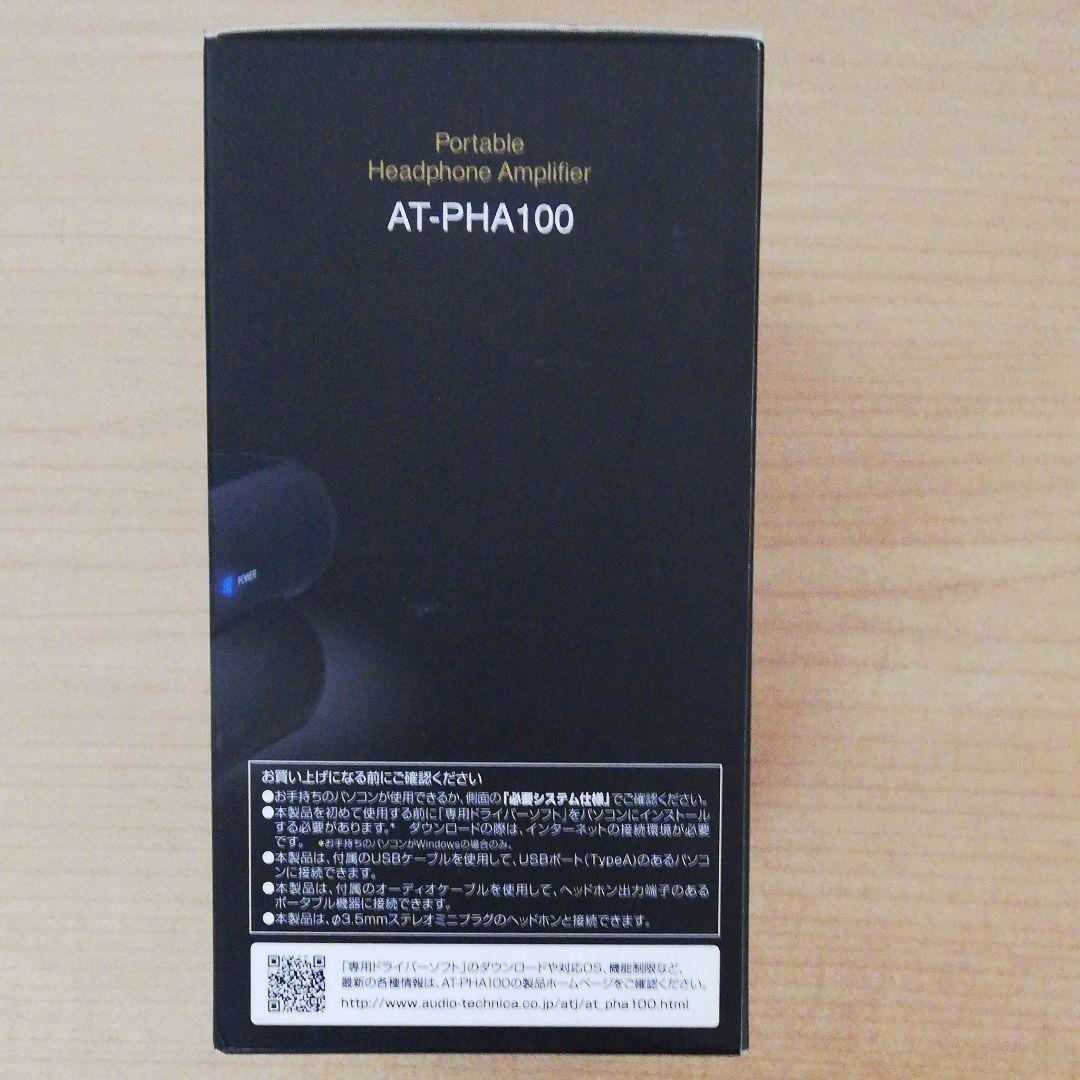 Portable
Headphone Amplifier
AT-PHA100
POWER
お買い上げになる前にご確認ください
●お手持ちのパソコンが使用できるか、側面の「必要システム仕様」でご確認ください。
●本製品を初めて使用する前に「専用ドライバーソフト」をパソコンにインストール
する必要があります。* ダウンロードの際は、インターネットの接続環境が必要
です。 *お手持ちのパソコンがWindowsの場合のみ。
●本製品は、付属のUSBケーブルを使用して、USBポート(TypeA)のあるパソコ
ンに接続できます。
●本製品は、付属のオーディオケーブルを使用して、ヘッドホン出力端子のある
ポータブル機器に接続できます。
●本製品は、φ3.5mmステレオミニプラグのヘッドホンと接続できます。
「専用ドライバーソフト」のダウンロードや対応OS、機能制限など、
最新の各種情報は、AT-PHA100の製品ホームページをご確認ください。
http://www.audio-technica.co.jp/atj/at_pha100.html